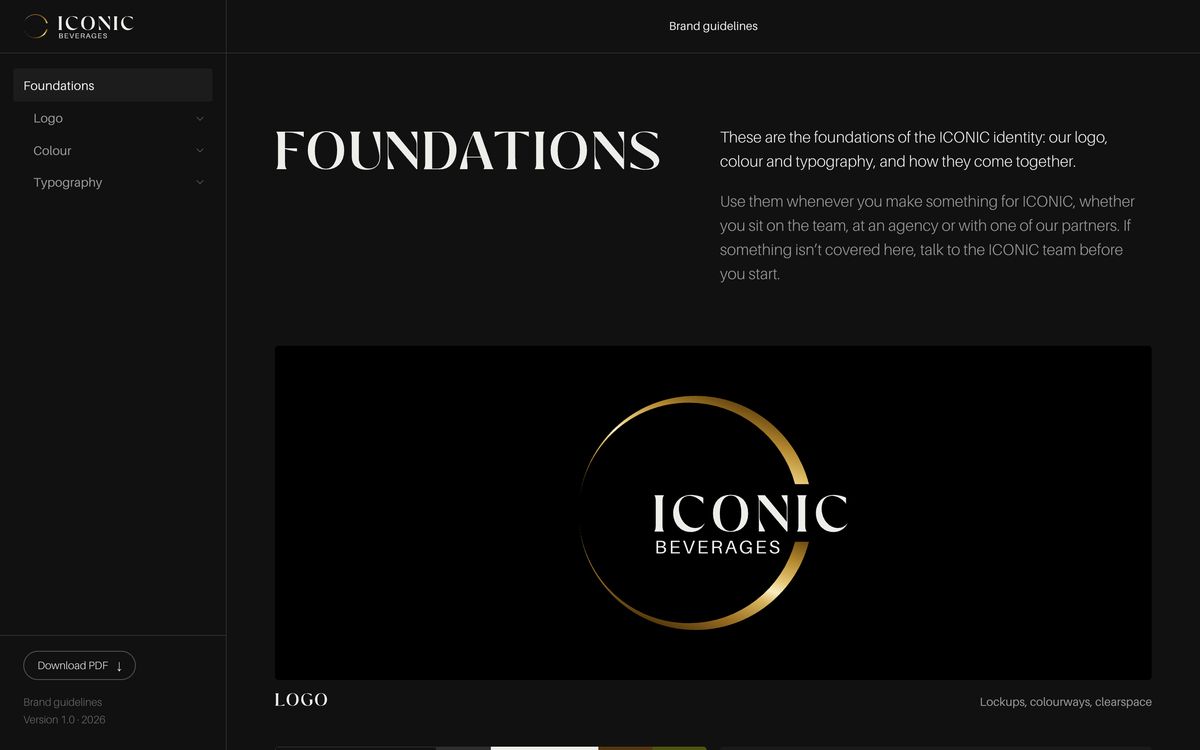 ICONIC
BEVERAGES
Brand guidelines
Foundations
Logo
Colour
Typography
FOUNDATIONS
These are the foundations of the ICONIC identity: our logo,
colour and typography, and how they come together.
Use them whenever you make something for ICONIC, whether
you sit on the team, at an agency or with one of our partners. If
something isn’t covered here, talk to the ICONIC team before
you start.
ICONIC
BEVERAGES
LOGO
Lockups, colourways, clearspace
Download PDF ↓
Brand guidelines
Version 1.0 · 2026